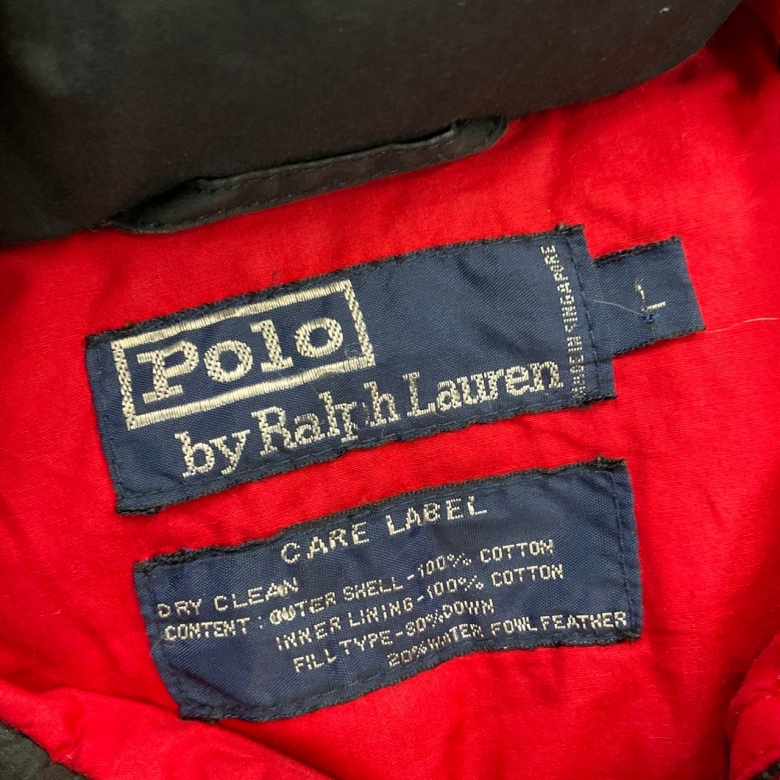 Polo
by Ralph Lauren
MADE IN SINGAPORE
L
CARE LABEL
DRY CLEAN
CONTENT: OUTER SHELL-100% COTTON
INNER LINING-100% COTTON
FILL TYPE-80% DOWN
20% WATER FOWL FEATHER